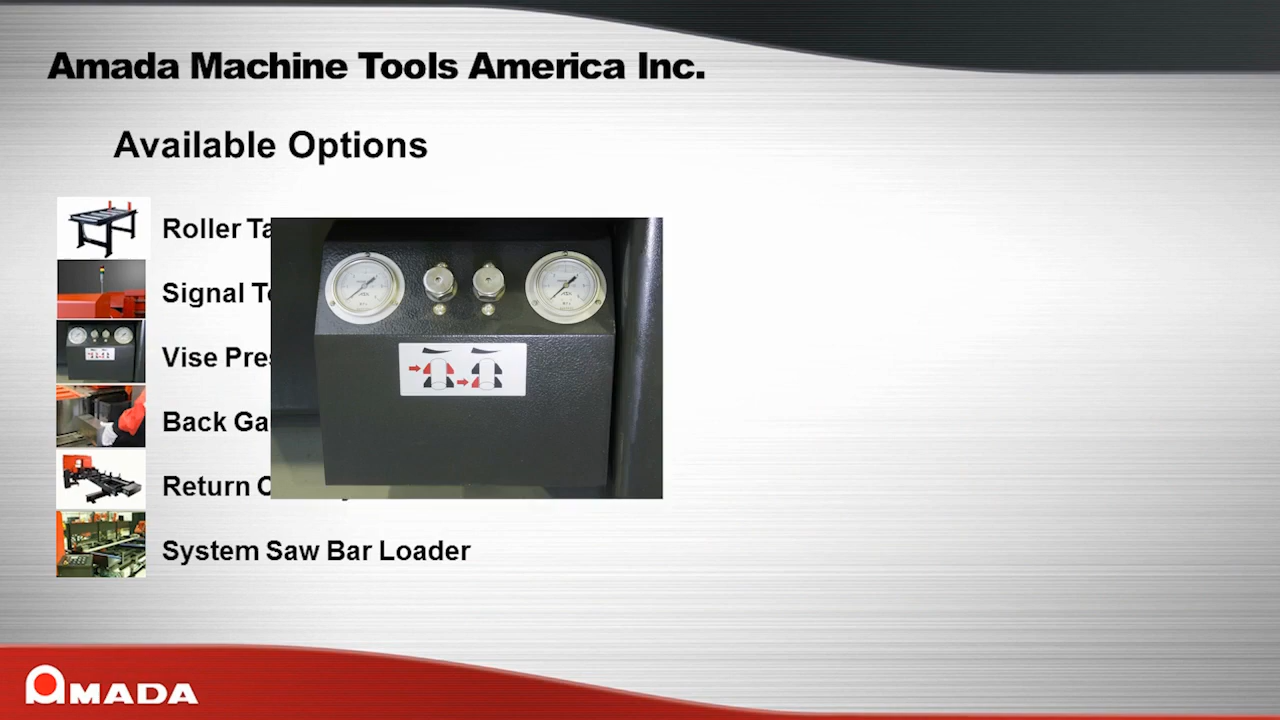 Amada Machine Tools America Inc.
Available Options
Roller Ta
Signal
Vise Pres
Back Ga
Return
System Saw Bar Loader
AMADA